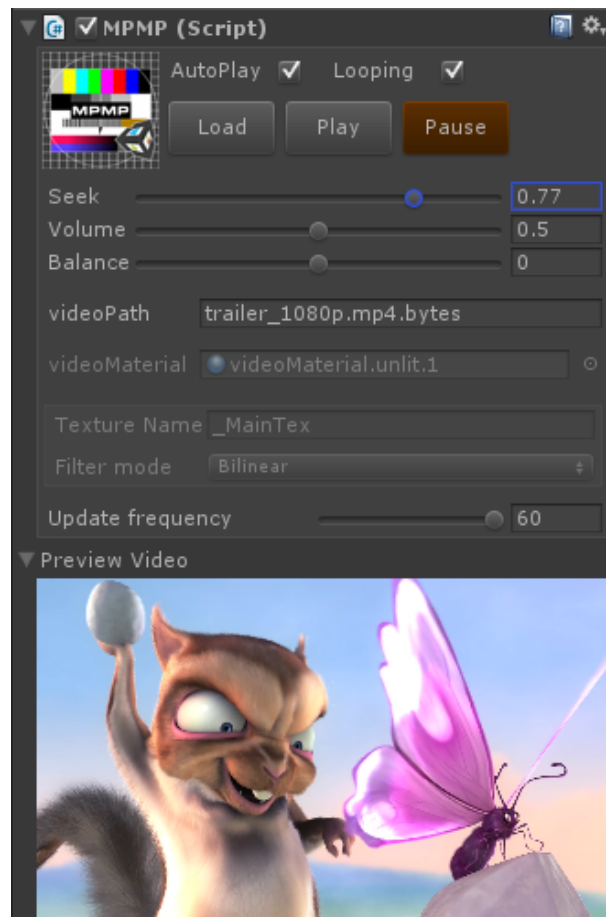 MPMP (Script)
AutoPlay Looping
MPMP
Load Play Pause
Seek 0.77
Volume 0.5
Balance 0
videoPath trailer_1080p.mp4.bytes
videoMaterial videoMaterial.unlit.1
Texture Name _MainTex
Filter mode Bilinear
Update frequency 60
Preview Video